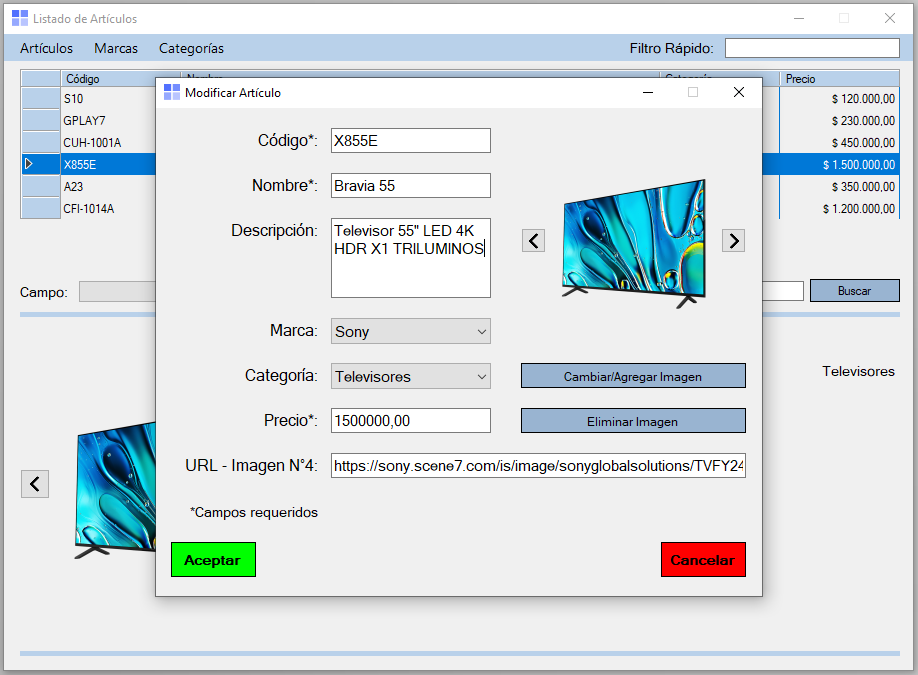 Listado de Artículos
Artículos Marcas Categorías Filtro Rápido:
Código Precio
S10 $ 120.000,00
GPLAY7 $ 230.000,00
CUH-1001A $ 450.000,00
X855E $ 1.500.000,00
A23 $ 350.000,00
CFI-1014A $ 1.200.000,00
Campo: Buscar
Televisores
Modificar Artículo
Código*: X855E
Nombre*: Bravia 55
Descripción: Televisor 55" LED 4K
HDR X1 TRILUMINOS
Marca: Sony
Categoría: Televisores Cambiar/Agregar Imagen
Precio*: 1500000,00 Eliminar Imagen
URL - Imagen N°4: https://sony.scene7.com/is/image/sonyglobalsolutions/TVFY24
*Campos requeridos
Aceptar Cancelar